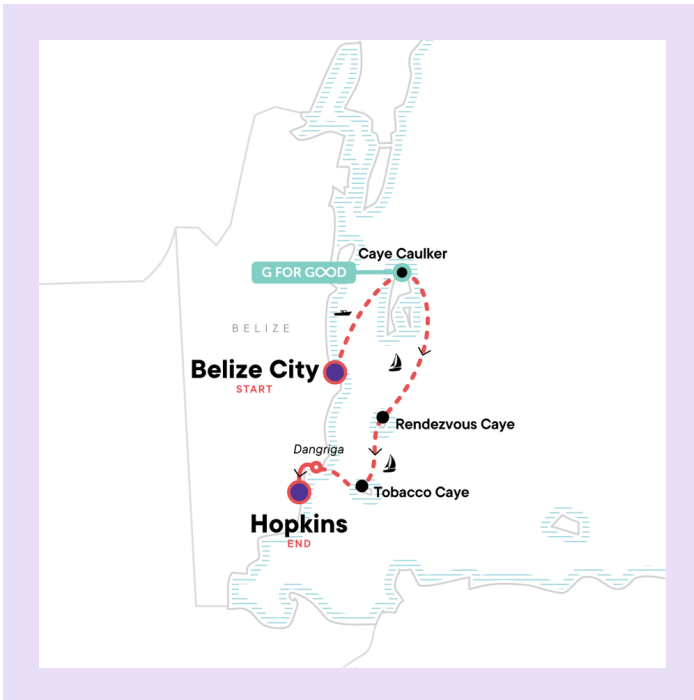 Caye Caulker
G FOR GOOD
BELIZE
Belize City
START
Rendezvous Caye
Dangriga
Tobacco Caye
Hopkins
END